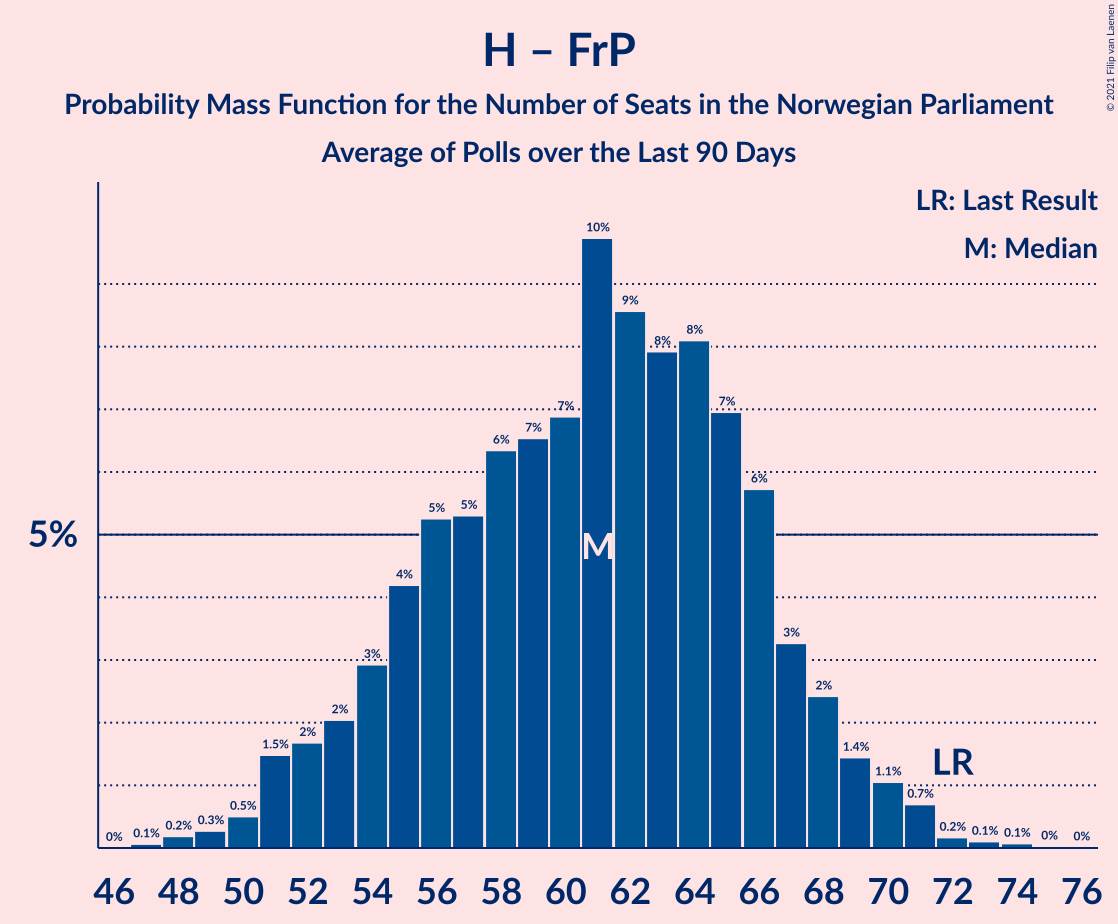 H – FrP
Probability Mass Function for the Number of Seats in the Norwegian Parliament
Average of Polls over the Last 90 Days
© 2021 Filip van Laenen
LR: Last Result
M: Median
5%
0% 0.1% 0.2% 0.3% 0.5% 1.5% 2% 2% 3% 4% 5% 5% 6% 7% 7% 10% 9% 8% 8% 7% 6% 3% 2% 1.4% 1.1% 0.7% 0.2% 0.1% 0.1% 0% 0%
M
LR
46 48 50 52 54 56 58 60 62 64 66 68 70 72 74 76